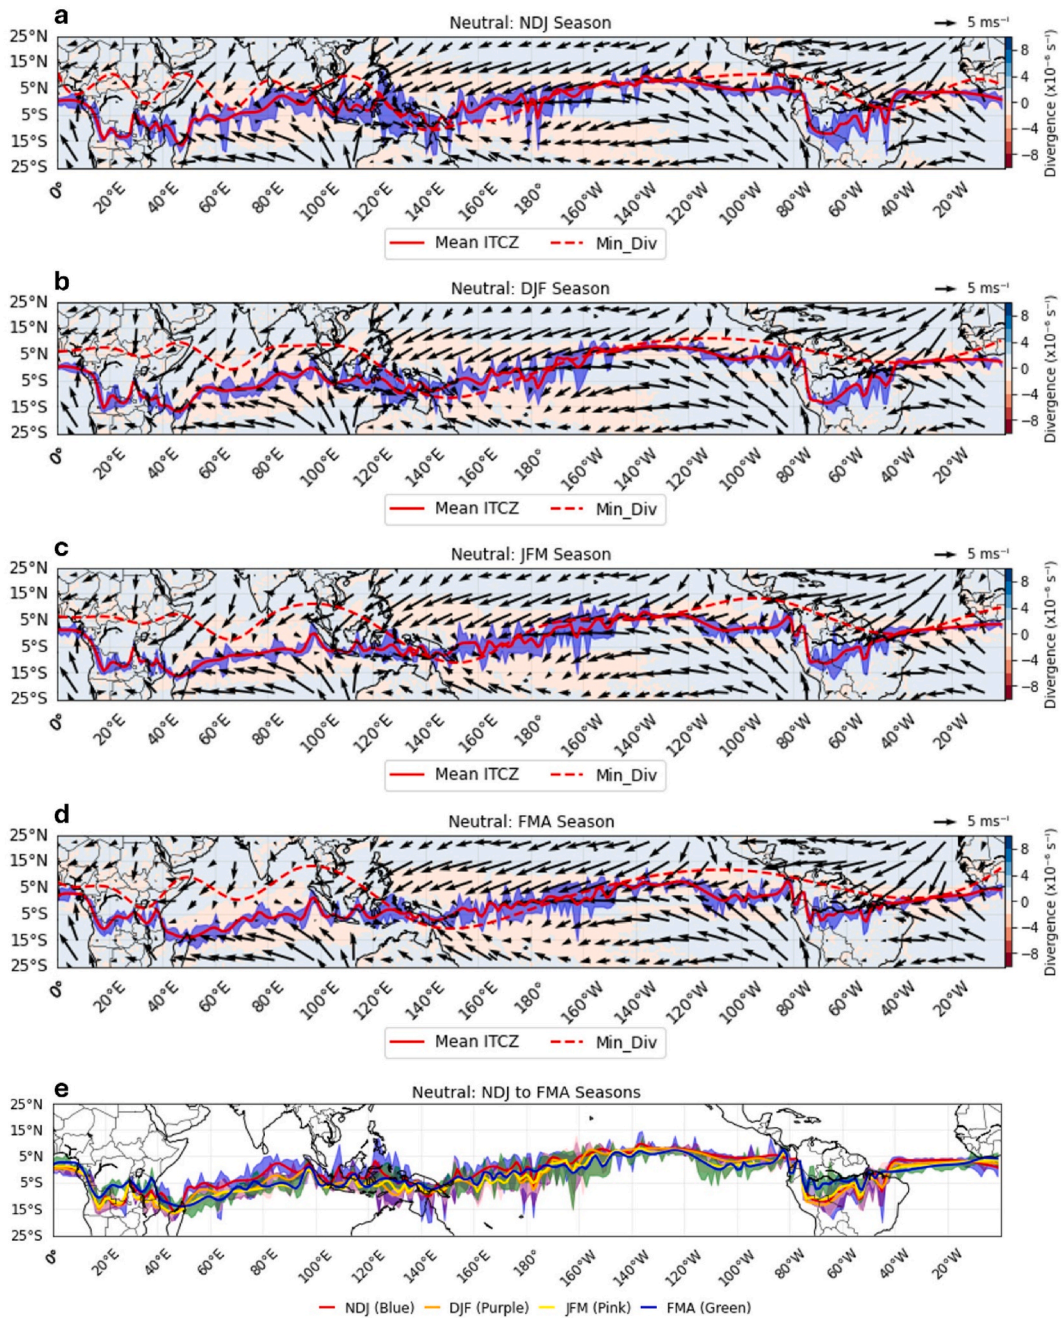 a
Neutral: NDJ Season
5 ms⁻¹
25°N
15°N
5°N
5°S
15°S
25°S
8
4
0
−4
−8
Divergence (x10⁻⁶ s⁻¹)
0° 20°E 40°E 60°E 80°E 100°E 120°E 140°E 160°E 180° 160°W 140°W 120°W 100°W 80°W 60°W 40°W 20°W
Mean ITCZ Min_Div
b
Neutral: DJF Season
5 ms⁻¹
25°N
15°N
5°N
5°S
15°S
25°S
8
4
0
−4
−8
Divergence (x10⁻⁶ s⁻¹)
0° 20°E 40°E 60°E 80°E 100°E 120°E 140°E 160°E 180° 160°W 140°W 120°W 100°W 80°W 60°W 40°W 20°W
Mean ITCZ Min_Div
c
Neutral: JFM Season
5 ms⁻¹
25°N
15°N
5°N
5°S
15°S
25°S
8
4
0
−4
−8
Divergence (x10⁻⁶ s⁻¹)
0° 20°E 40°E 60°E 80°E 100°E 120°E 140°E 160°E 180° 160°W 140°W 120°W 100°W 80°W 60°W 40°W 20°W
Mean ITCZ Min_Div
d
Neutral: FMA Season
5 ms⁻¹
25°N
15°N
5°N
5°S
15°S
25°S
8
4
0
−4
−8
Divergence (x10⁻⁶ s⁻¹)
0° 20°E 40°E 60°E 80°E 100°E 120°E 140°E 160°E 180° 160°W 140°W 120°W 100°W 80°W 60°W 40°W 20°W
Mean ITCZ Min_Div
e
Neutral: NDJ to FMA Seasons
25°N
15°N
5°N
5°S
15°S
25°S
0° 20°E 40°E 60°E 80°E 100°E 120°E 140°E 160°E 180° 160°W 140°W 120°W 100°W 80°W 60°W 40°W 20°W
NDJ (Blue) DJF (Purple) JFM (Pink) FMA (Green)